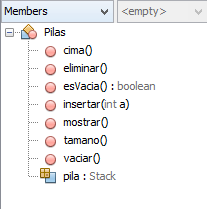 Members <empty>
Pilas
cima()
eliminar()
esVacia() : boolean
insertar(int a)
mostrar()
tamano()
vaciar()
pila : Stack